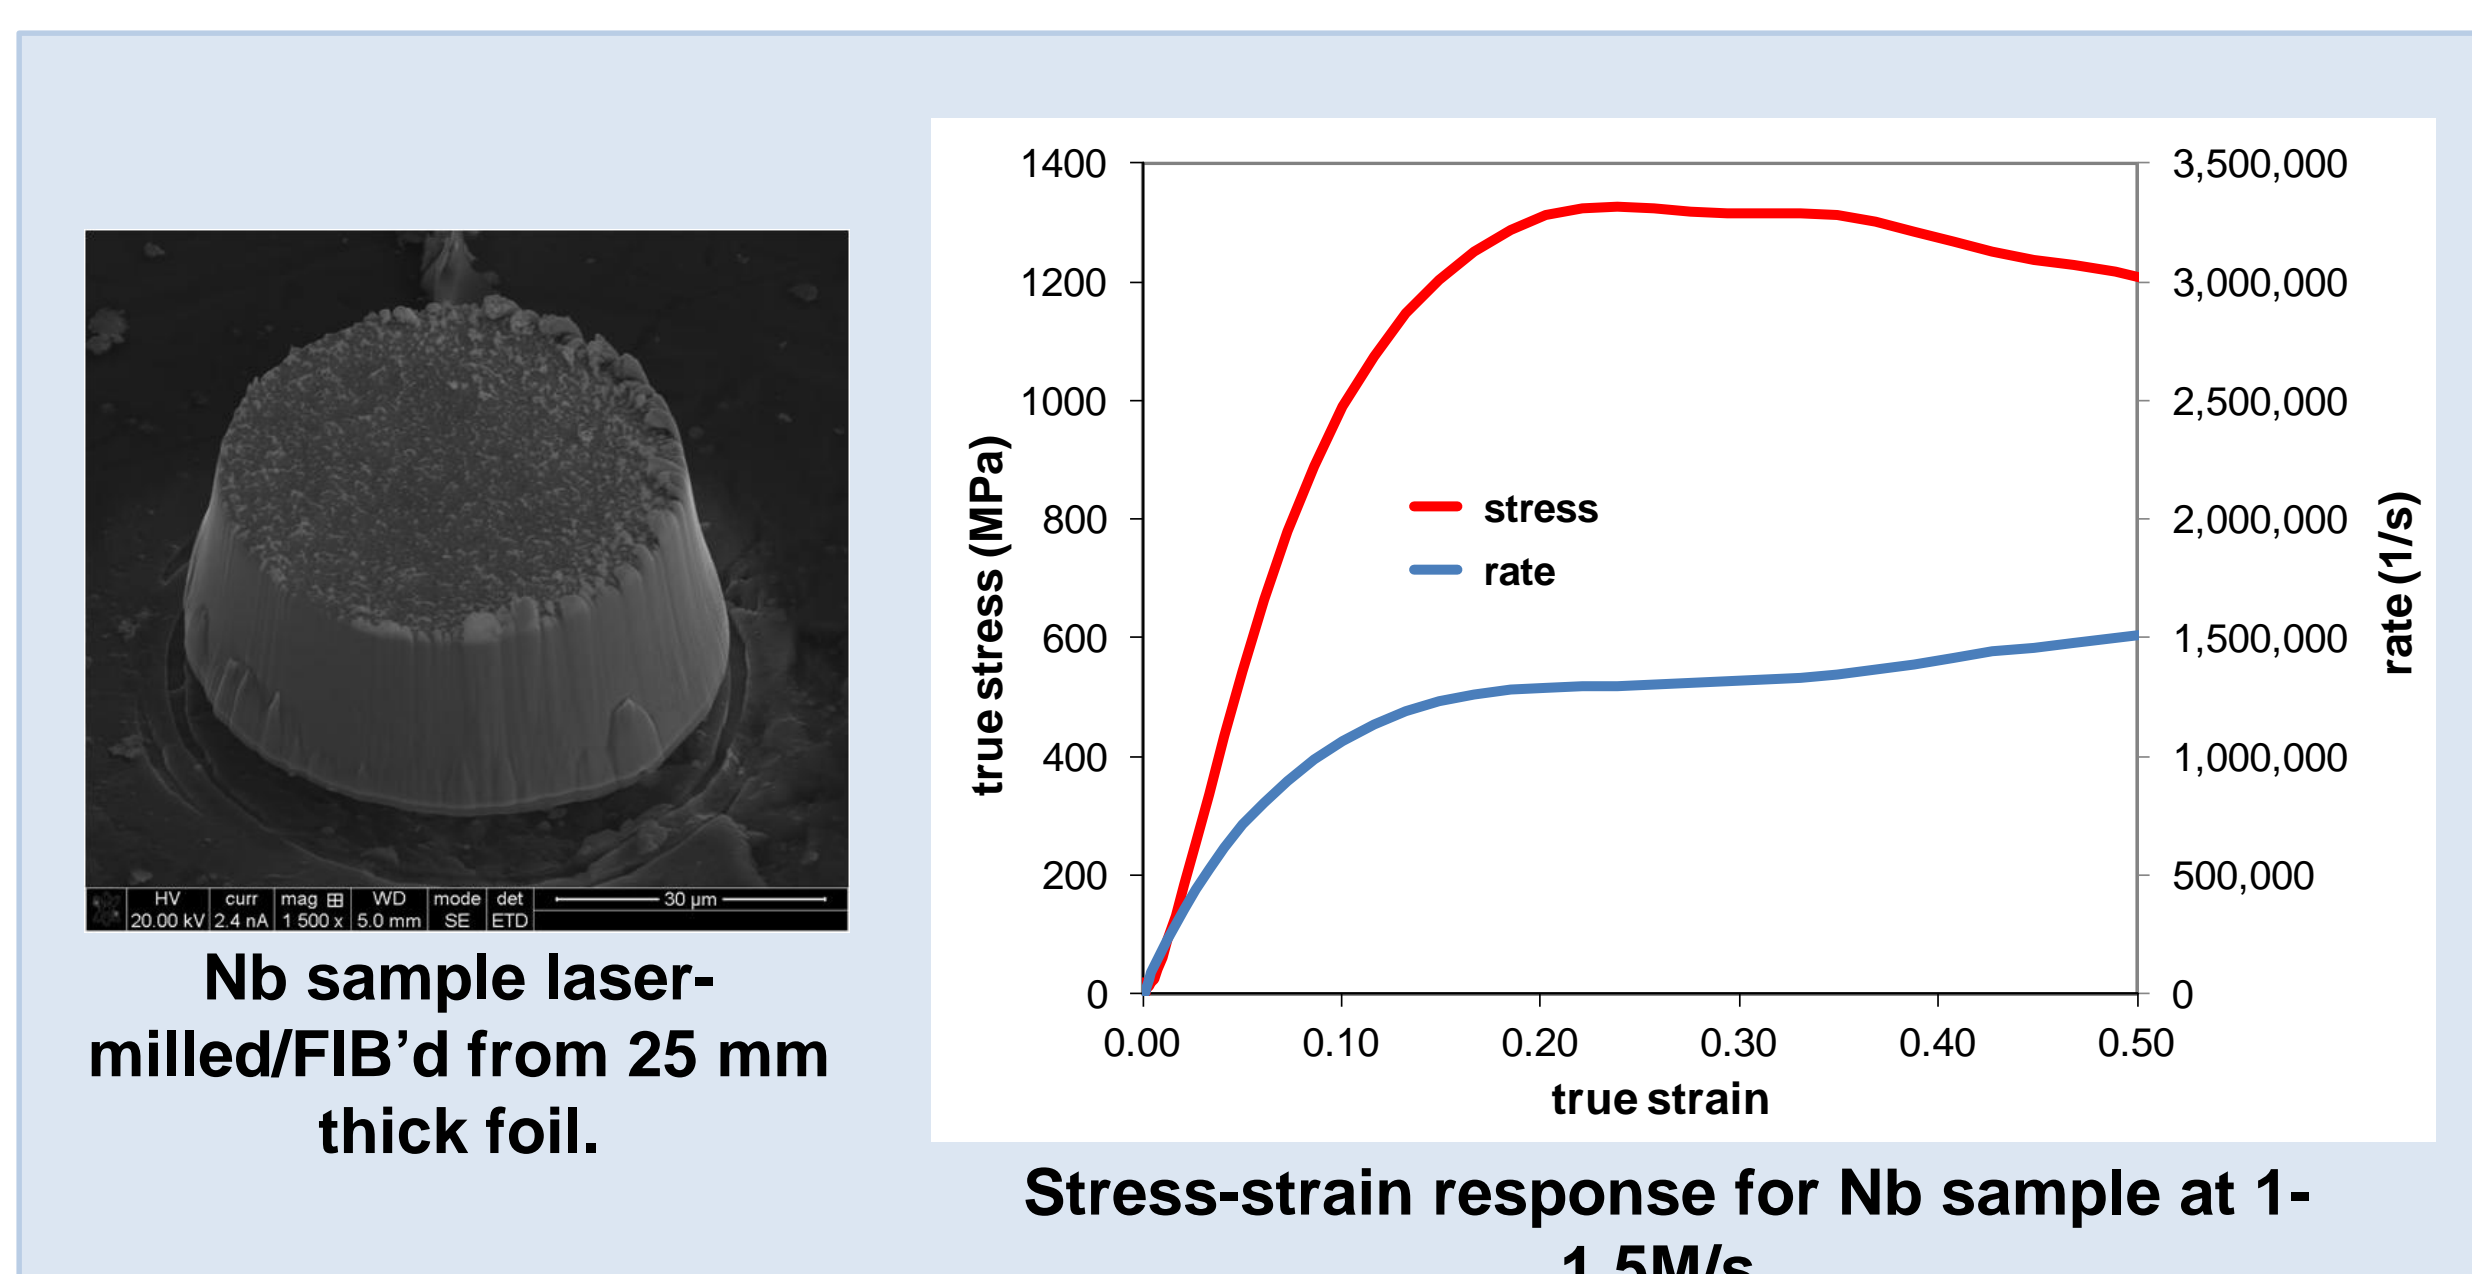 HV curr mag WD mode det 30 µm
20.00 kV 2.4 nA 1 500 x 5.0 mm SE ETD
Nb sample laser-
milled/FIB’d from 25 mm
thick foil.
1400
1200
1000
800
600
400
200
0
true stress (MPa)
stress
rate
3,500,000
3,000,000
2,500,000
2,000,000
1,500,000
1,000,000
500,000
0
rate (1/s)
0.00 0.10 0.20 0.30 0.40 0.50
true strain
Stress-strain response for Nb sample at 1-
1.5M/s